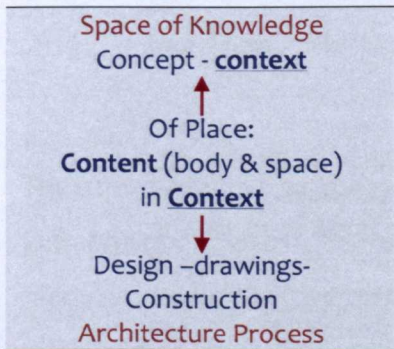 Space of Knowledge
Concept - context
Of Place:
Content (body & space)
in Context
Design –drawings-
Construction
Architecture Process